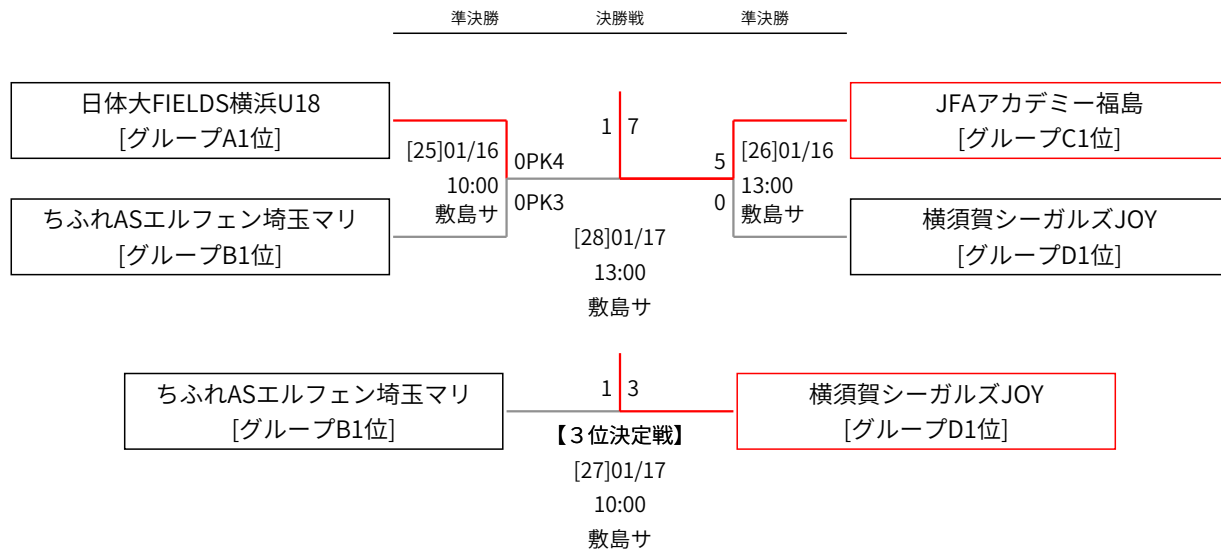 準決勝
決勝戦
準決勝
日体大FIELDS横浜U18
[グループA1位]
ちふれASエルフェン埼玉マリ
[グループB1位]
[25]01/16
10:00
敷島サ
0PK4
0PK3
1 7
[28]01/17
13:00
敷島サ
5
0
[26]01/16
13:00
敷島サ
JFAアカデミー福島
[グループC1位]
横須賀シーガルズJOY
[グループD1位]
ちふれASエルフェン埼玉マリ
[グループB1位]
1 3
【３位決定戦】
[27]01/17
10:00
敷島サ
横須賀シーガルズJOY
[グループD1位]